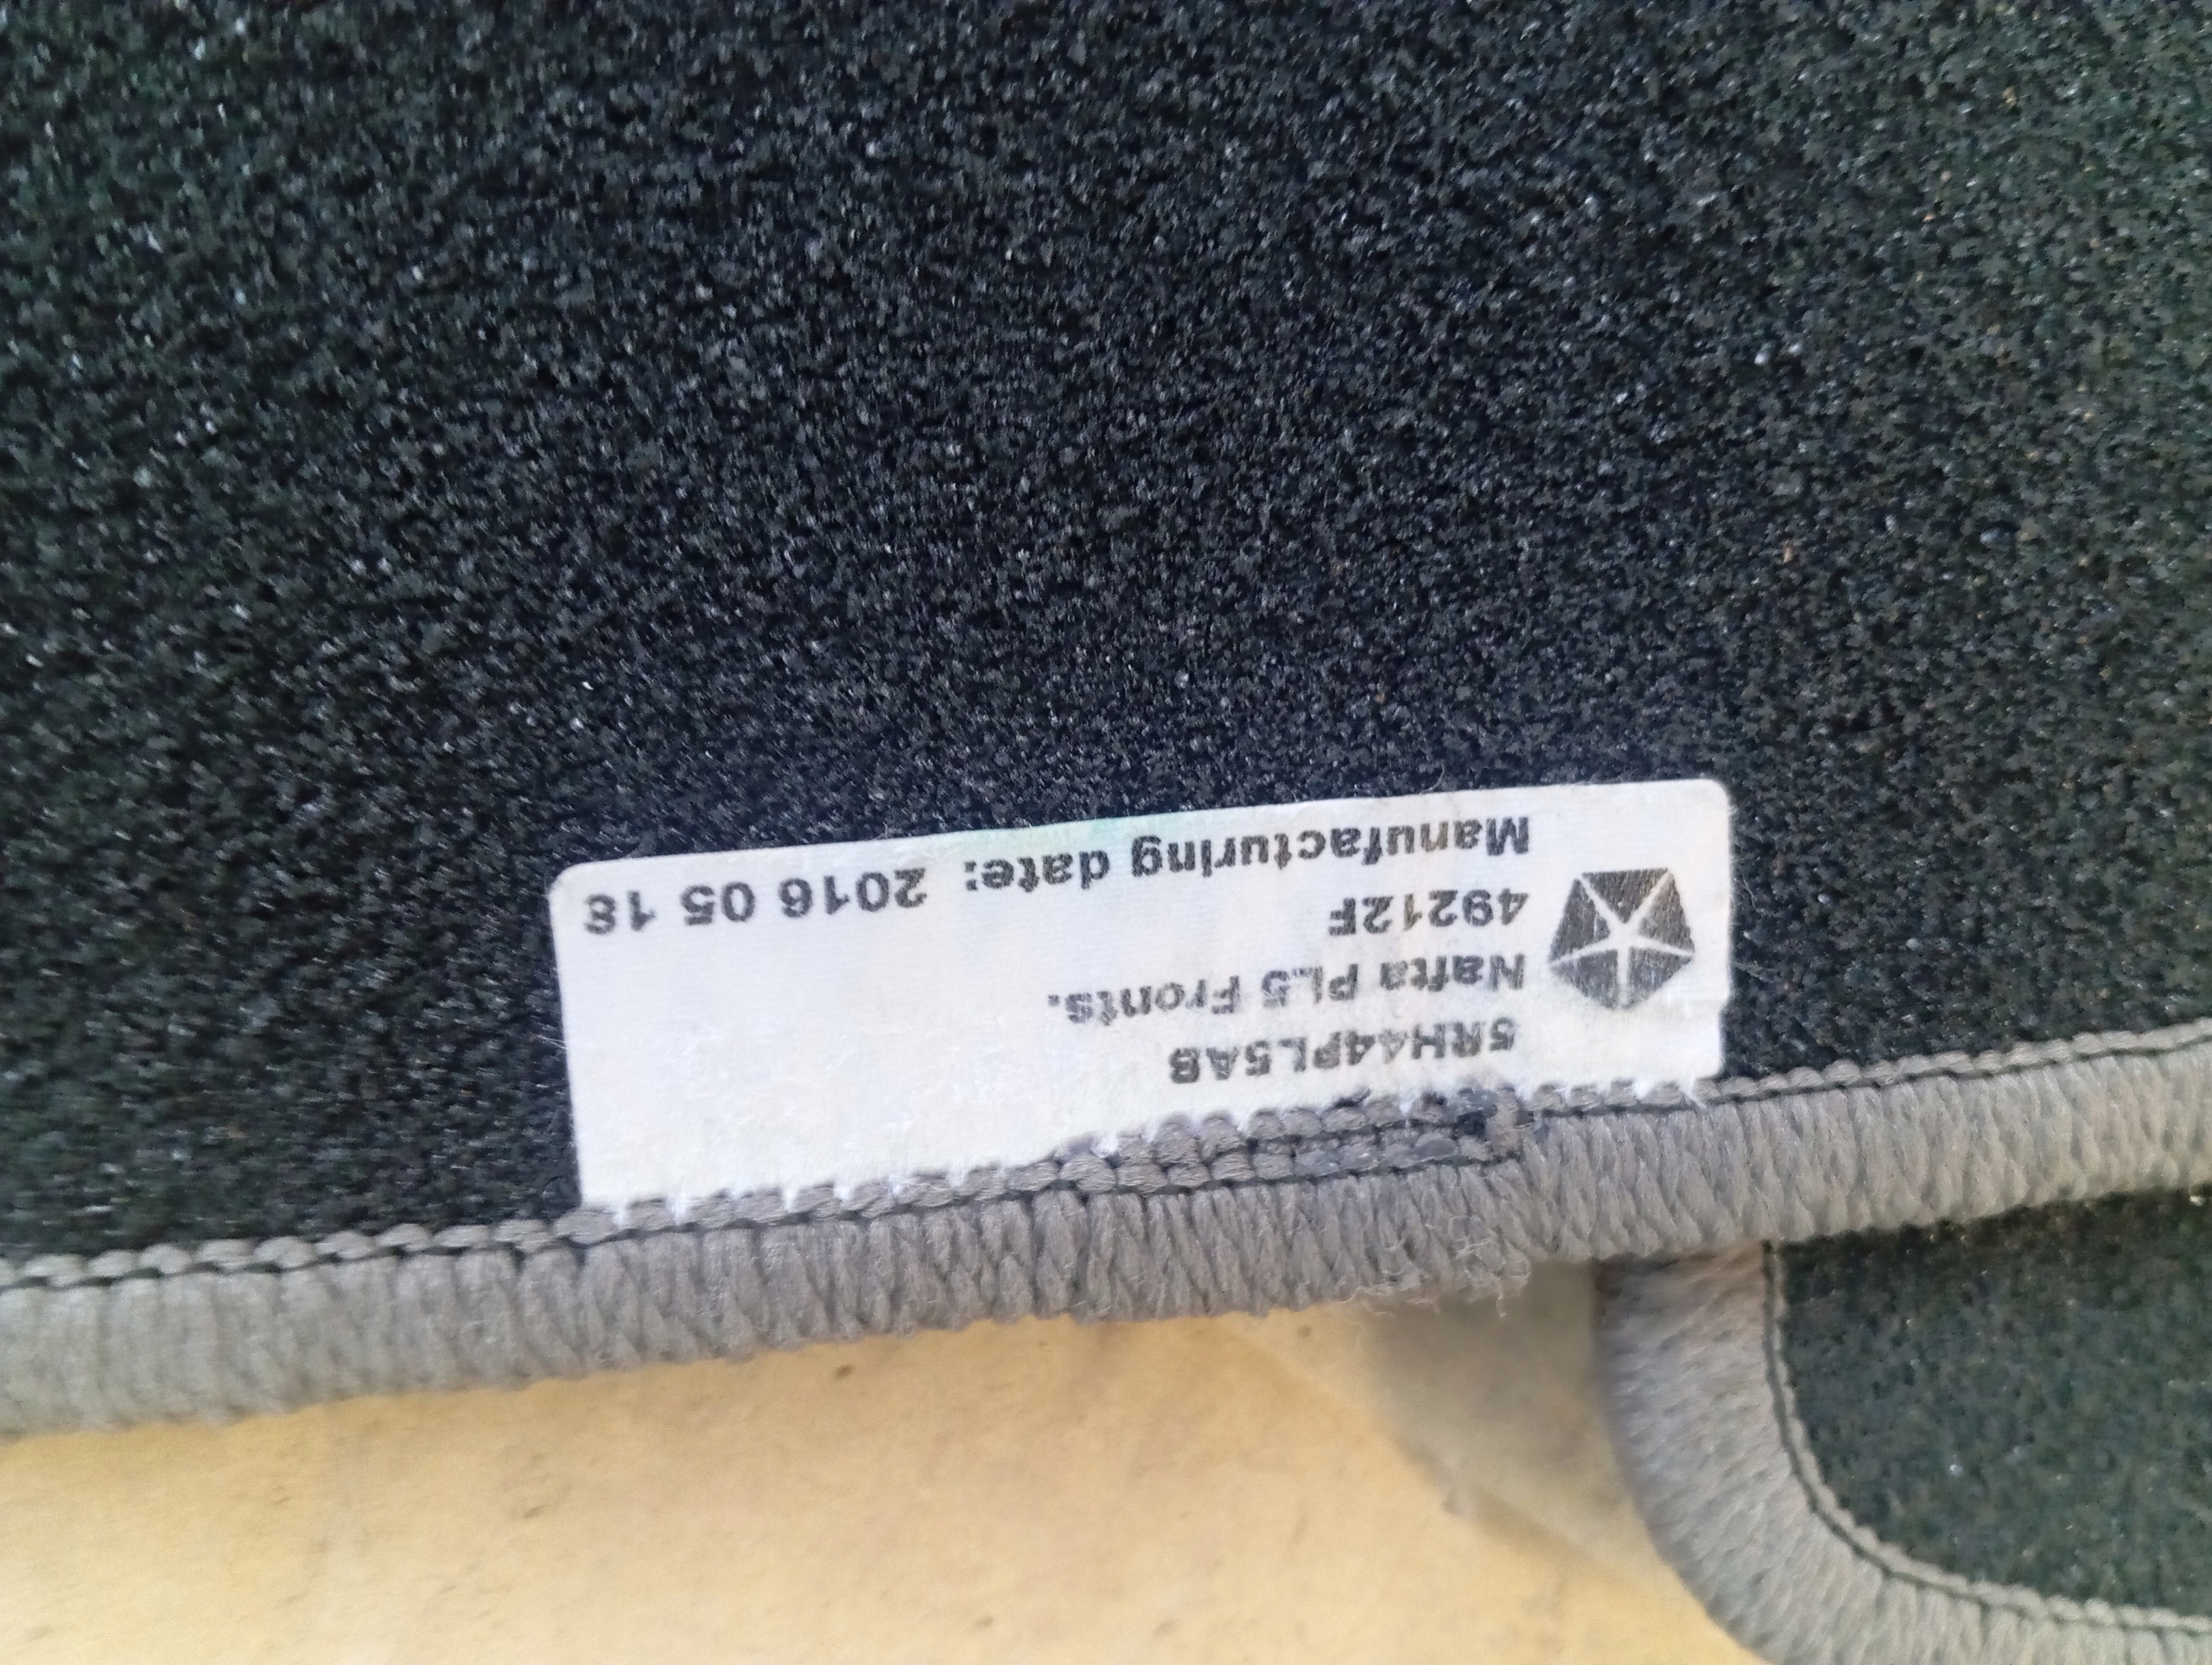 5RH44PL5AB
Nafta PL5 Fronts.
49212F
Manufacturing date: 2016 05 18